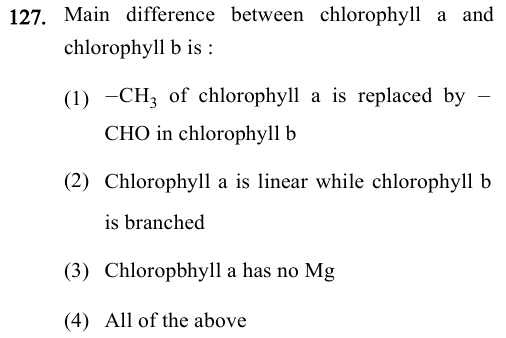 127. Main difference between chlorophyll a and
chlorophyll b is :
(1) –CH₃ of chlorophyll a is replaced by –
CHO in chlorophyll b
(2) Chlorophyll a is linear while chlorophyll b
is branched
(3) Chloropbhyll a has no Mg
(4) All of the above